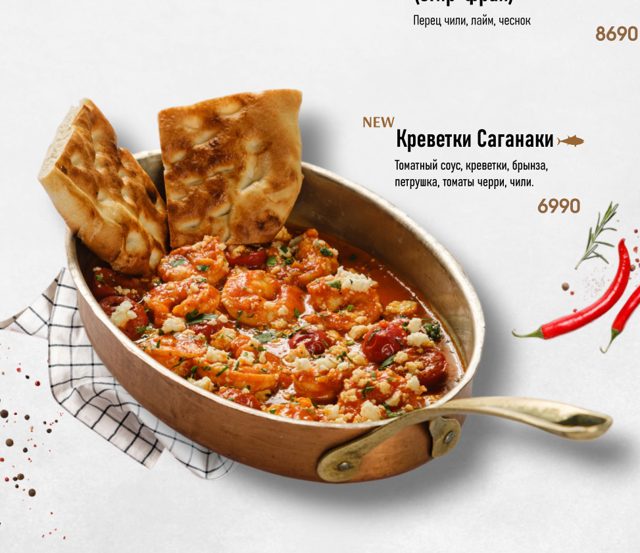 Перец чили, лайм, чеснок
8690
NEW
Креветки Саганаки
Томатный соус, креветки, брынза,
петрушка, томаты черри, чили.
6990